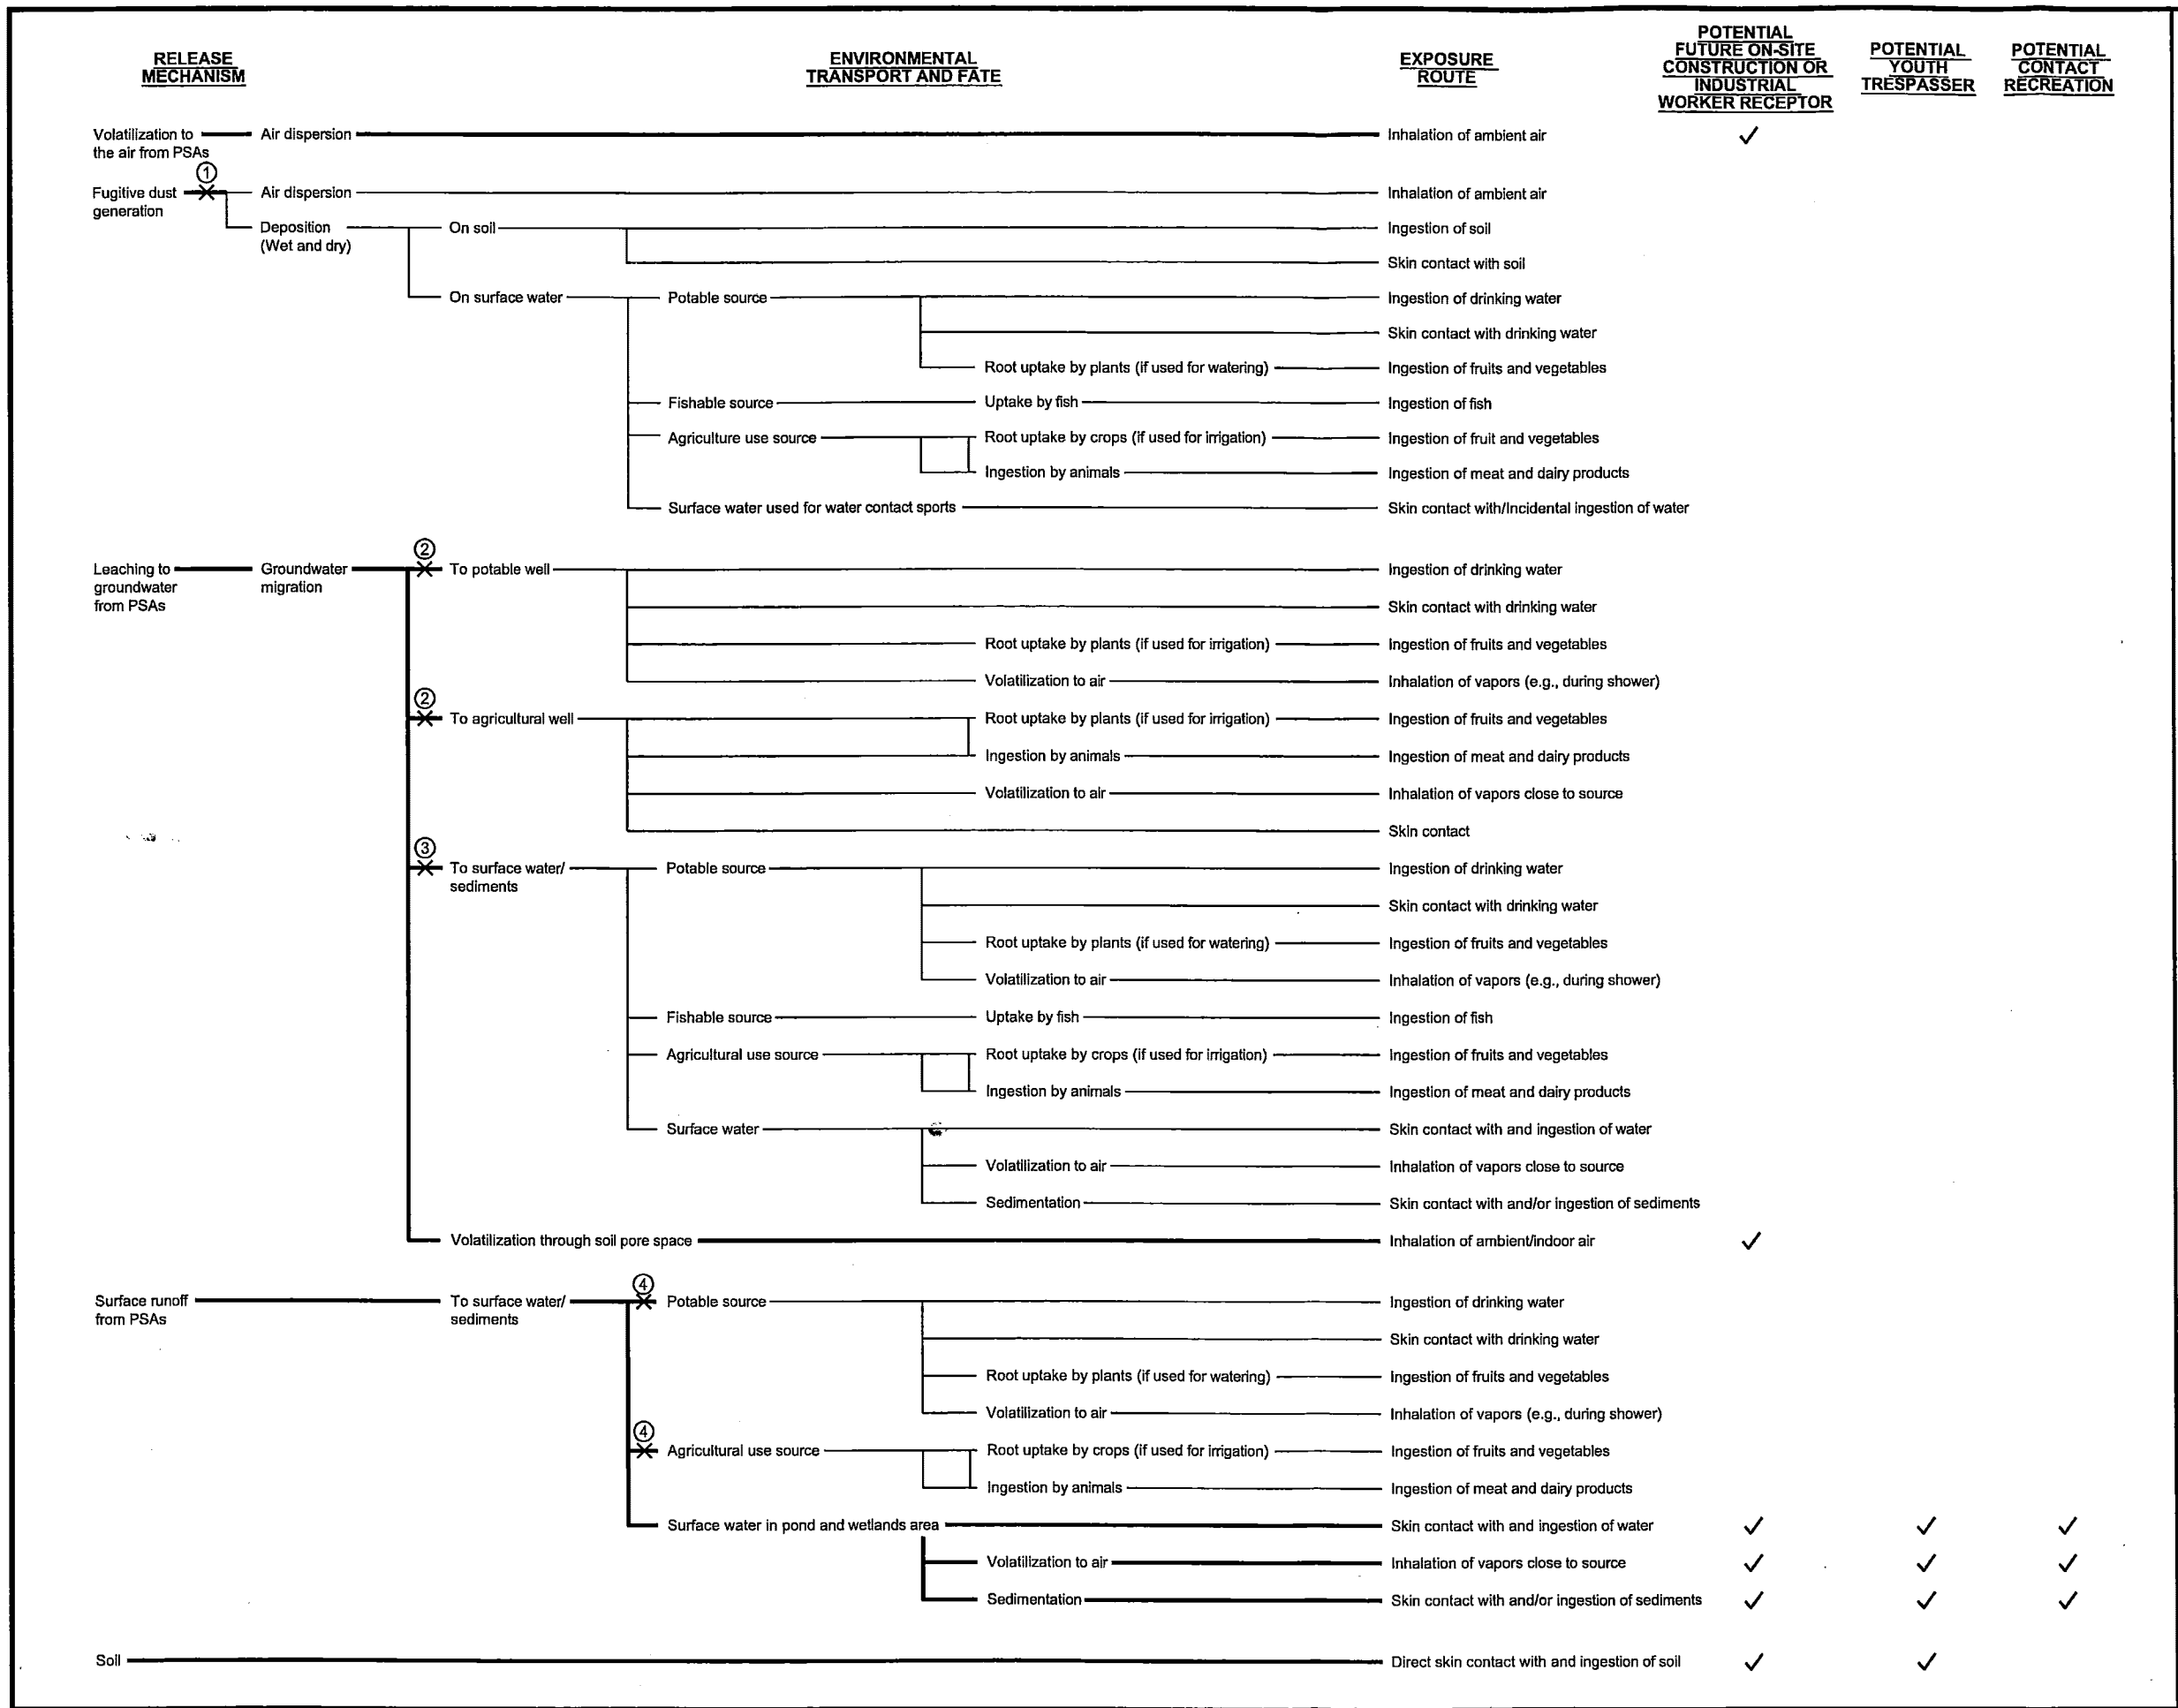 RELEASE
MECHANISM
ENVIRONMENTAL
TRANSPORT AND FATE
EXPOSURE
ROUTE
POTENTIAL
FUTURE ON-SITE
CONSTRUCTION OR
INDUSTRIAL
WORKER RECEPTOR
POTENTIAL
YOUTH
TRESPASSER
POTENTIAL
CONTACT
RECREATION
Volatilization to
the air from PSAs
Air dispersion
Inhalation of ambient air
✓
1
Fugitive dust
generation
Air dispersion
Inhalation of ambient air
Deposition
(Wet and dry)
On soil
Ingestion of soil
Skin contact with soil
On surface water
Potable source
Ingestion of drinking water
Skin contact with drinking water
Root uptake by plants (if used for watering)
Ingestion of fruits and vegetables
Fishable source
Uptake by fish
Ingestion of fish
Agriculture use source
Root uptake by crops (if used for irrigation)
Ingestion of fruit and vegetables
Ingestion by animals
Ingestion of meat and dairy products
Surface water used for water contact sports
Skin contact with/Incidental ingestion of water
Leaching to
groundwater
from PSAs
Groundwater
migration
2
To potable well
Ingestion of drinking water
Skin contact with drinking water
Root uptake by plants (if used for irrigation)
Ingestion of fruits and vegetables
Volatilization to air
Inhalation of vapors (e.g., during shower)
2
To agricultural well
Root uptake by plants (if used for irrigation)
Ingestion of fruits and vegetables
Ingestion by animals
Ingestion of meat and dairy products
Volatilization to air
Inhalation of vapors close to source
Skin contact
3
To surface water/
sediments
Potable source
Ingestion of drinking water
Skin contact with drinking water
Root uptake by plants (if used for watering)
Ingestion of fruits and vegetables
Volatilization to air
Inhalation of vapors (e.g., during shower)
Fishable source
Uptake by fish
Ingestion of fish
Agricultural use source
Root uptake by crops (if used for irrigation)
Ingestion of fruits and vegetables
Ingestion by animals
Ingestion of meat and dairy products
Surface water
Skin contact with and ingestion of water
Volatilization to air
Inhalation of vapors close to source
Sedimentation
Skin contact with and/or ingestion of sediments
Volatilization through soil pore space
Inhalation of ambient/indoor air
✓
Surface runoff
from PSAs
To surface water/
sediments
4
Potable source
Ingestion of drinking water
Skin contact with drinking water
Root uptake by plants (if used for watering)
Ingestion of fruits and vegetables
Volatilization to air
Inhalation of vapors (e.g., during shower)
4
Agricultural use source
Root uptake by crops (if used for irrigation)
Ingestion of fruits and vegetables
Ingestion by animals
Ingestion of meat and dairy products
Surface water in pond and wetlands area
Skin contact with and ingestion of water
✓ ✓ ✓
Volatilization to air
Inhalation of vapors close to source
✓ ✓ ✓
Sedimentation
Skin contact with and/or ingestion of sediments
✓ ✓ ✓
Soil
Direct skin contact with and ingestion of soil
✓ ✓